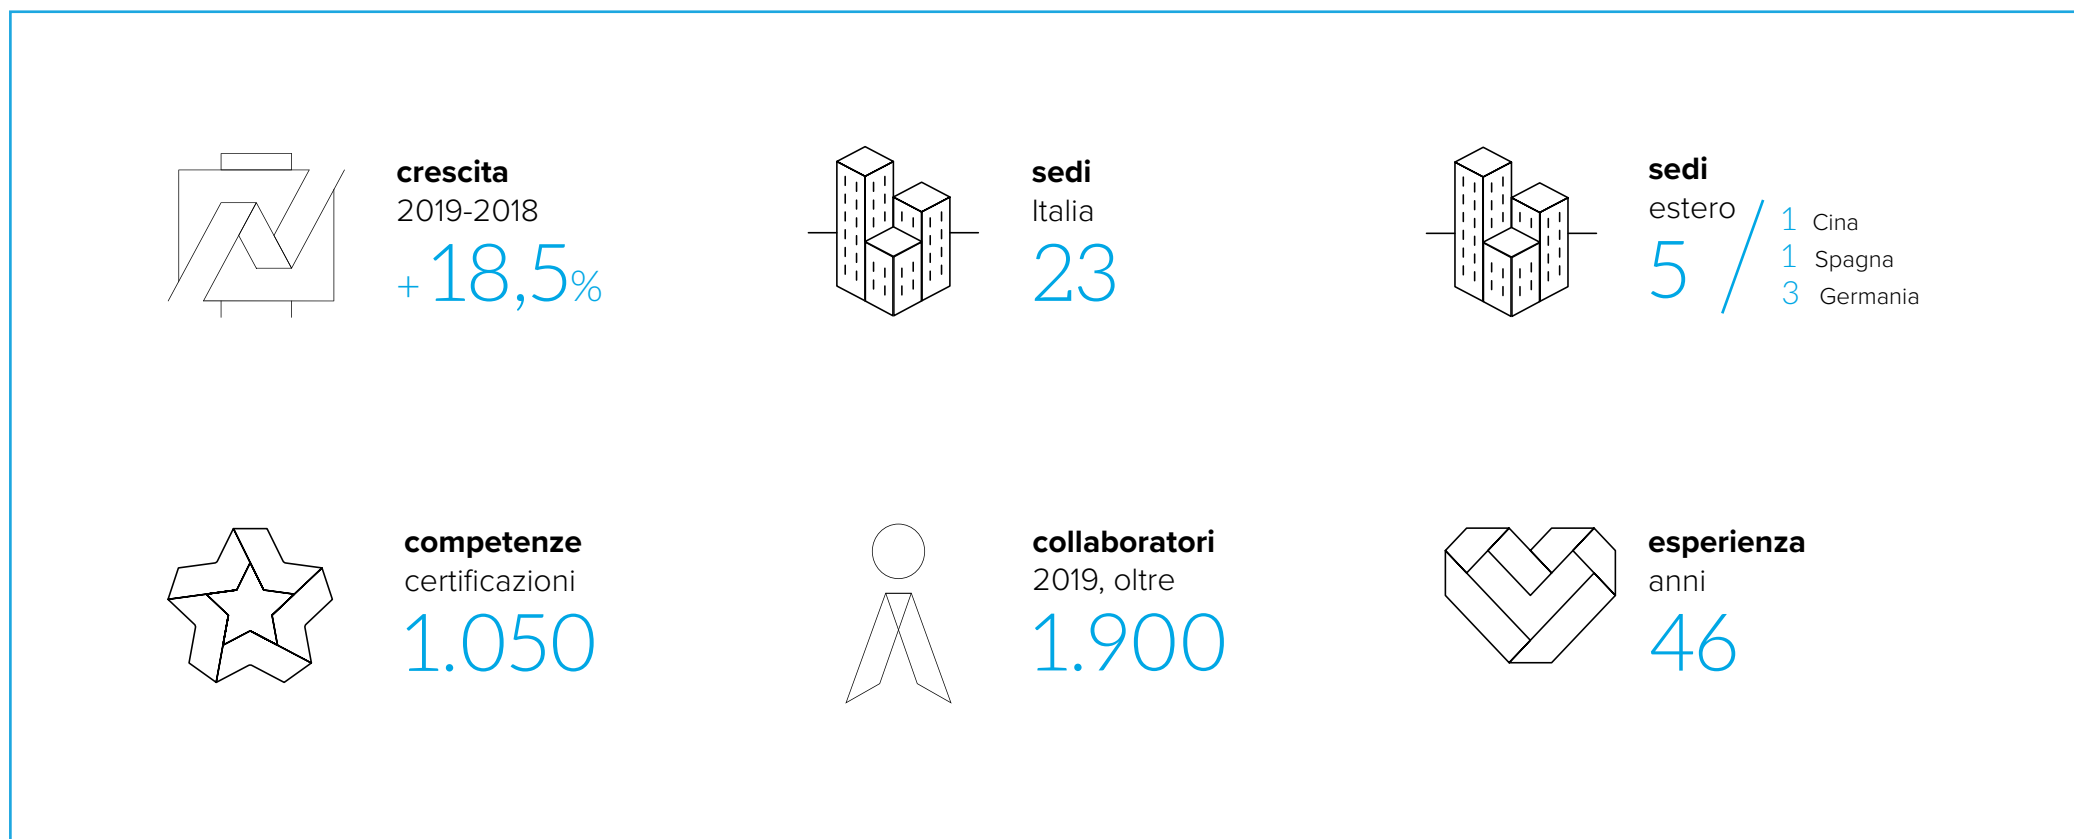 crescita
2019-2018
+ 18,5%
sedi
Italia
23
sedi
estero
5
1 Cina
1 Spagna
3 Germania
competenze
certificazioni
1.050
collaboratori
2019, oltre
1.900
esperienza
anni
46